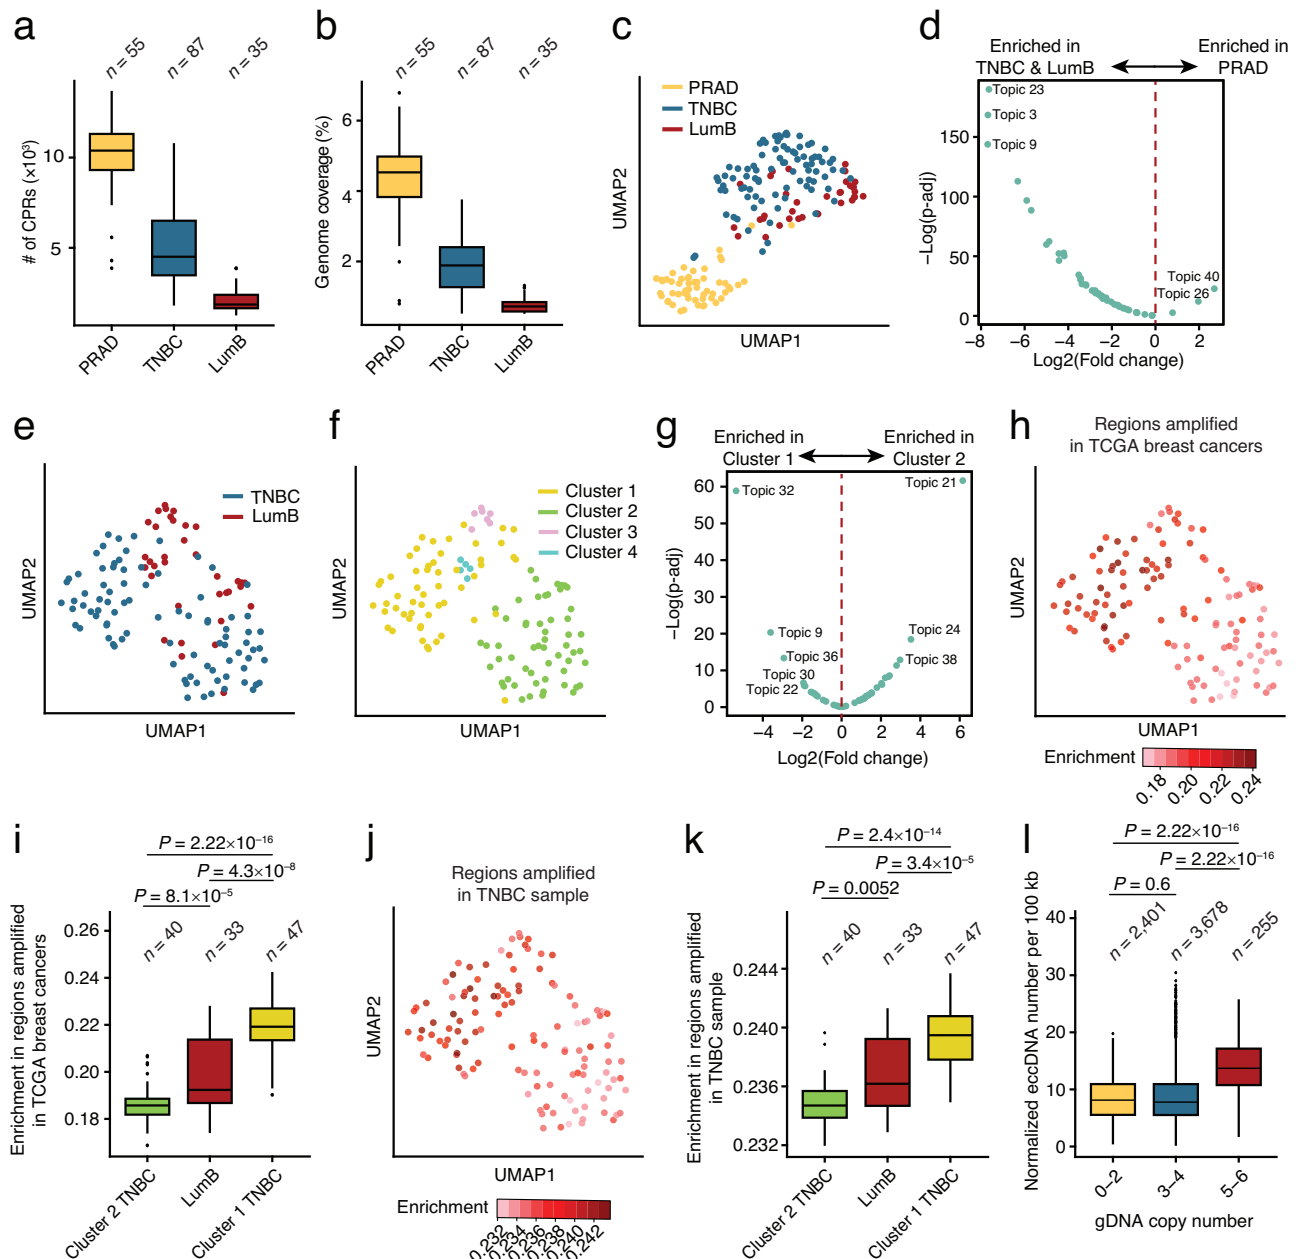 a
n = 55
n = 87
n = 35
# of CPRs (×10³)
10
5
PRAD
TNBC
LumB
b
n = 55
n = 87
n = 35
Genome coverage (%)
6
4
2
PRAD
TNBC
LumB
c
PRAD
TNBC
LumB
UMAP2
UMAP1
d
Enriched in
TNBC & LumB
Enriched in
PRAD
Topic 23
Topic 3
Topic 9
Topic 40
Topic 26
−Log(p-adj)
150
100
50
0
−8
−6
−4
−2
0
2
Log2(Fold change)
e
TNBC
LumB
UMAP2
UMAP1
f
Cluster 1
Cluster 2
Cluster 3
Cluster 4
UMAP2
UMAP1
g
Enriched in
Cluster 1
Enriched in
Cluster 2
Topic 32
Topic 21
Topic 9
Topic 36
Topic 30
Topic 22
Topic 24
Topic 38
−Log(p-adj)
60
50
40
30
20
10
0
−4
−2
0
2
4
6
Log2(Fold change)
h
Regions amplified
in TCGA breast cancers
UMAP2
UMAP1
Enrichment
0.18
0.20
0.22
0.24
i
P = 2.22×10⁻¹⁶
P = 4.3×10⁻⁸
P = 8.1×10⁻⁵
n = 40
n = 33
n = 47
Enrichment in regions amplified
in TCGA breast cancers
0.26
0.24
0.22
0.20
0.18
Cluster 2 TNBC
LumB
Cluster 1 TNBC
j
Regions amplified
in TNBC sample
UMAP2
UMAP1
Enrichment
0.232
0.234
0.236
0.238
0.240
0.242
k
P = 2.4×10⁻¹⁴
P = 3.4×10⁻⁵
P = 0.0052
n = 40
n = 33
n = 47
Enrichment in regions amplified
in TNBC sample
0.244
0.240
0.236
0.232
Cluster 2 TNBC
LumB
Cluster 1 TNBC
l
P = 2.22×10⁻¹⁶
P = 2.22×10⁻¹⁶
P = 0.6
n = 2,401
n = 3,678
n = 255
Normalized eccDNA number per 100 kb
40
30
20
10
0
0–2
3–4
5–6
gDNA copy number